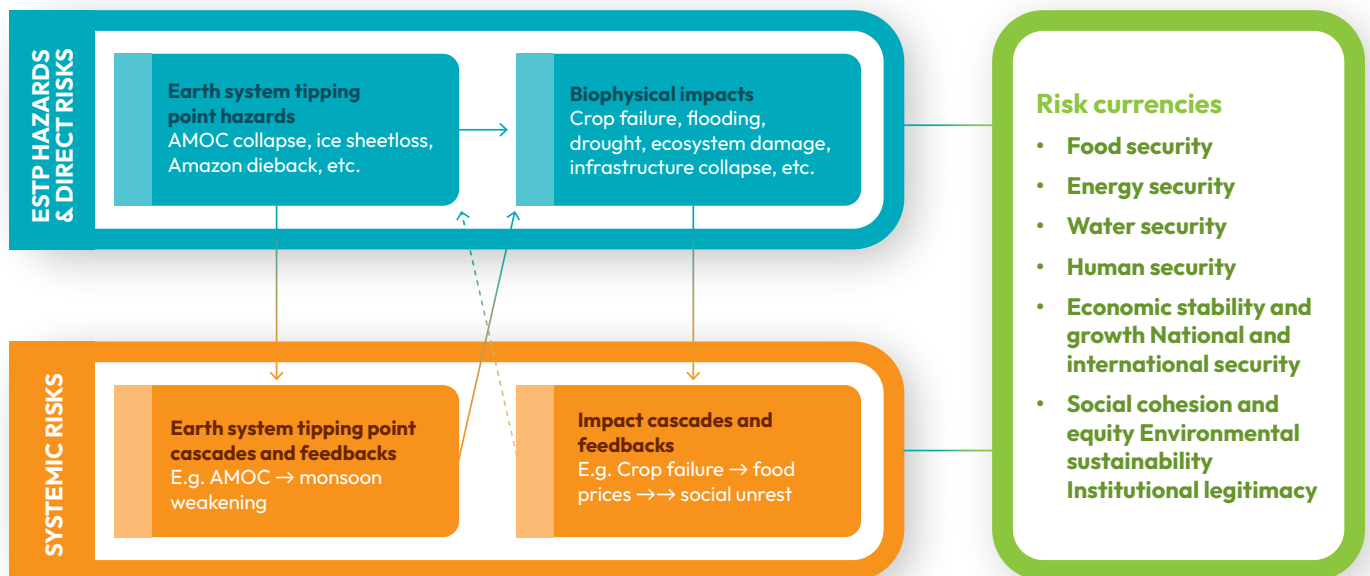 ESTP HAZARDS
& DIRECT RISKS
Earth system tipping
point hazards
AMOC collapse, ice sheetloss,
Amazon dieback, etc.
Biophysical impacts
Crop failure, flooding,
drought, ecosystem damage,
infrastructure collapse, etc.
SYSTEMIC RISKS
Earth system tipping point
cascades and feedbacks
E.g. AMOC → monsoon
weakening
Impact cascades and
feedbacks
E.g. Crop failure → food
prices →→ social unrest
Risk currencies
• Food security
• Energy security
• Water security
• Human security
• Economic stability and
growth National and
international security
• Social cohesion and
equity Environmental
sustainability
Institutional legitimacy